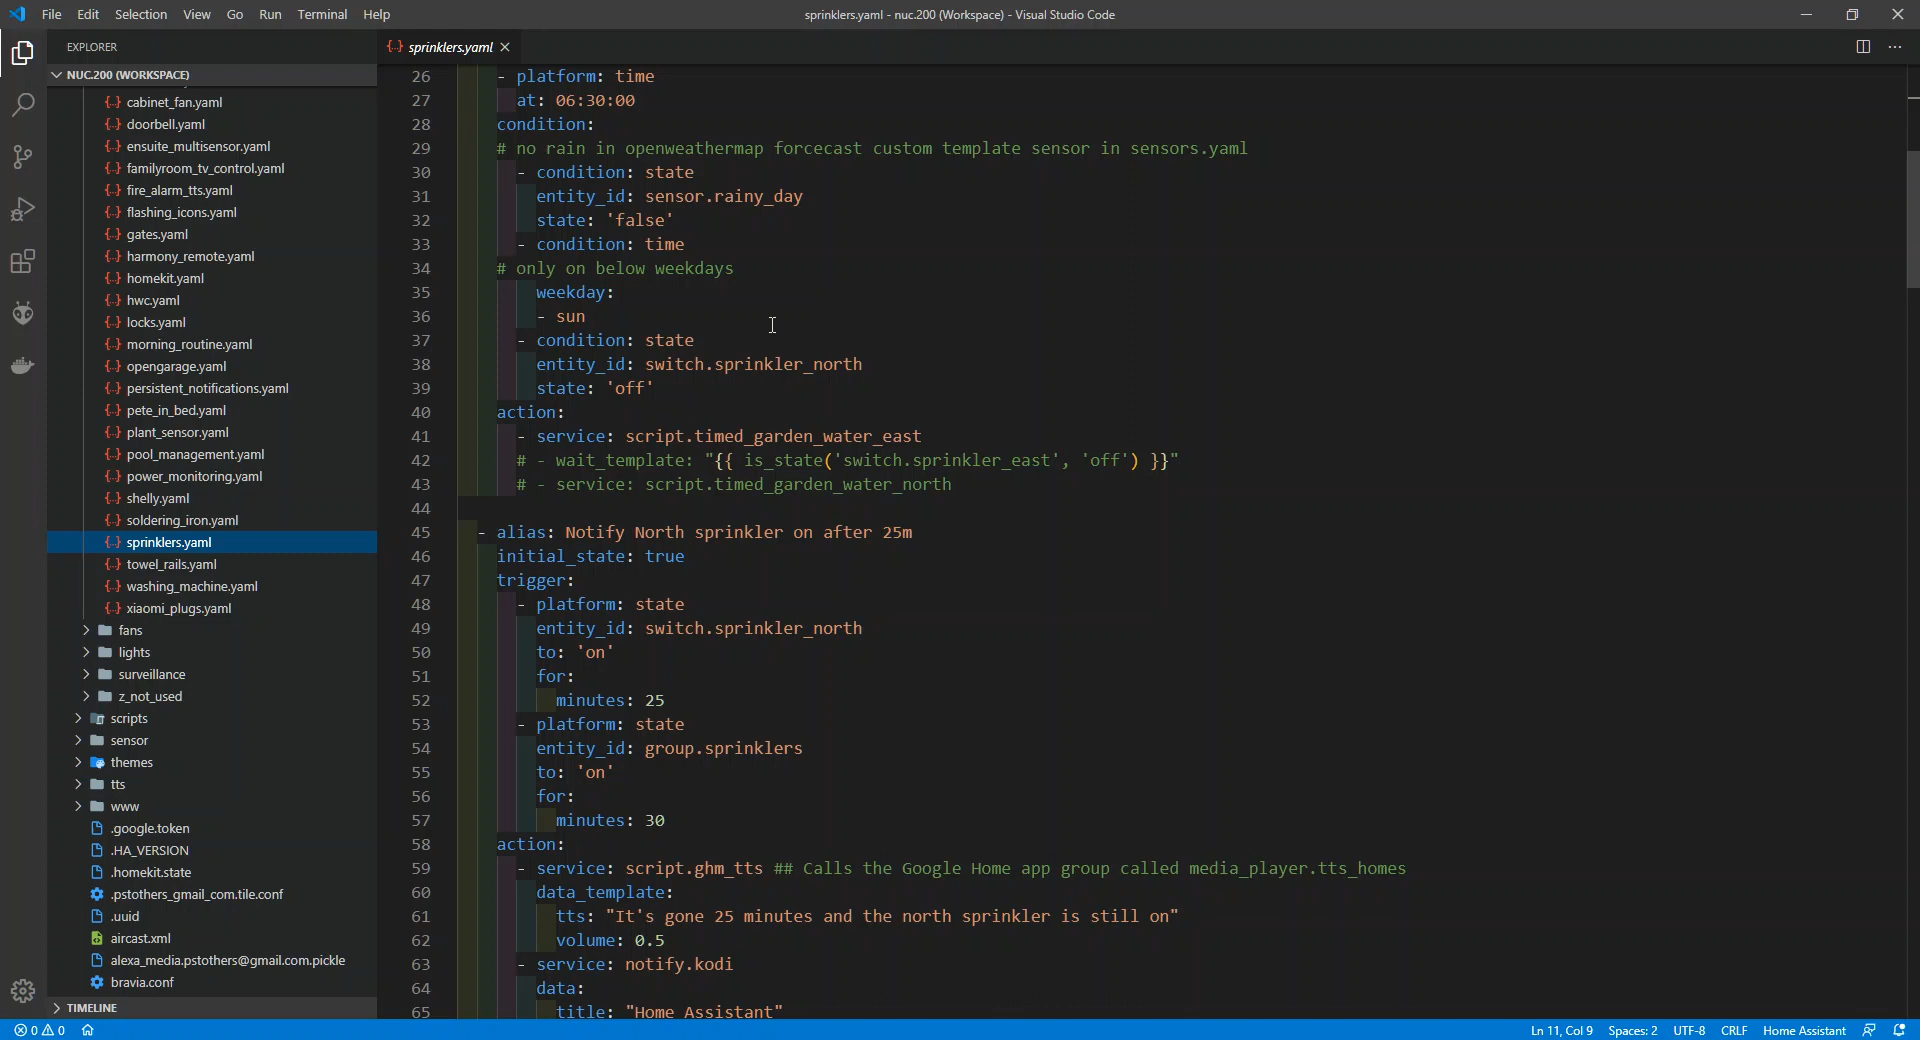 File Edit Selection View Go Run Terminal Help
sprinklers.yaml - nuc.200 (Workspace) - Visual Studio Code
EXPLORER
NUC.200 (WORKSPACE)
cabinet_fan.yaml
doorbell.yaml
ensuite_multisensor.yaml
familyroom_tv_control.yaml
fire_alarm_tts.yaml
flashing_icons.yaml
gates.yaml
harmony_remote.yaml
homekit.yaml
hwc.yaml
locks.yaml
morning_routine.yaml
opengarage.yaml
persistent_notifications.yaml
pete_in_bed.yaml
plant_sensor.yaml
pool_management.yaml
power_monitoring.yaml
shelly.yaml
soldering_iron.yaml
sprinklers.yaml
towel_rails.yaml
washing_machine.yaml
xiaomi_plugs.yaml
fans
lights
surveillance
z_not_used
scripts
sensor
themes
tts
www
.google.token
.HA_VERSION
.homekit.state
.pstothers_gmail_com.tile.conf
.uuid
aircast.xml
alexa_media.pstothers@gmail.com.pickle
bravia.conf
TIMELINE
sprinklers.yaml
26 - platform: time
27 at: 06:30:00
28 condition:
29 # no rain in openweathermap forcecast custom template sensor in sensors.yaml
30 - condition: state
31 entity_id: sensor.rainy_day
32 state: 'false'
33 - condition: time
34 # only on below weekdays
35 weekday:
36 - sun
37 - condition: state
38 entity_id: switch.sprinkler_north
39 state: 'off'
40 action:
41 - service: script.timed_garden_water_east
42 # - wait_template: "{{ is_state('switch.sprinkler_east', 'off') }}"
43 # - service: script.timed_garden_water_north
44
45 - alias: Notify North sprinkler on after 25m
46 initial_state: true
47 trigger:
48 - platform: state
49 entity_id: switch.sprinkler_north
50 to: 'on'
51 for:
52 minutes: 25
53 - platform: state
54 entity_id: group.sprinklers
55 to: 'on'
56 for:
57 minutes: 30
58 action:
59 - service: script.ghm_tts ## Calls the Google Home app group called media_player.tts_homes
60 data_template:
61 tts: "It's gone 25 minutes and the north sprinkler is still on"
62 volume: 0.5
63 - service: notify.kodi
64 data:
65 title: "Home Assistant"
0 0
Ln 11, Col 9 Spaces: 2 UTF-8 CRLF Home Assistant